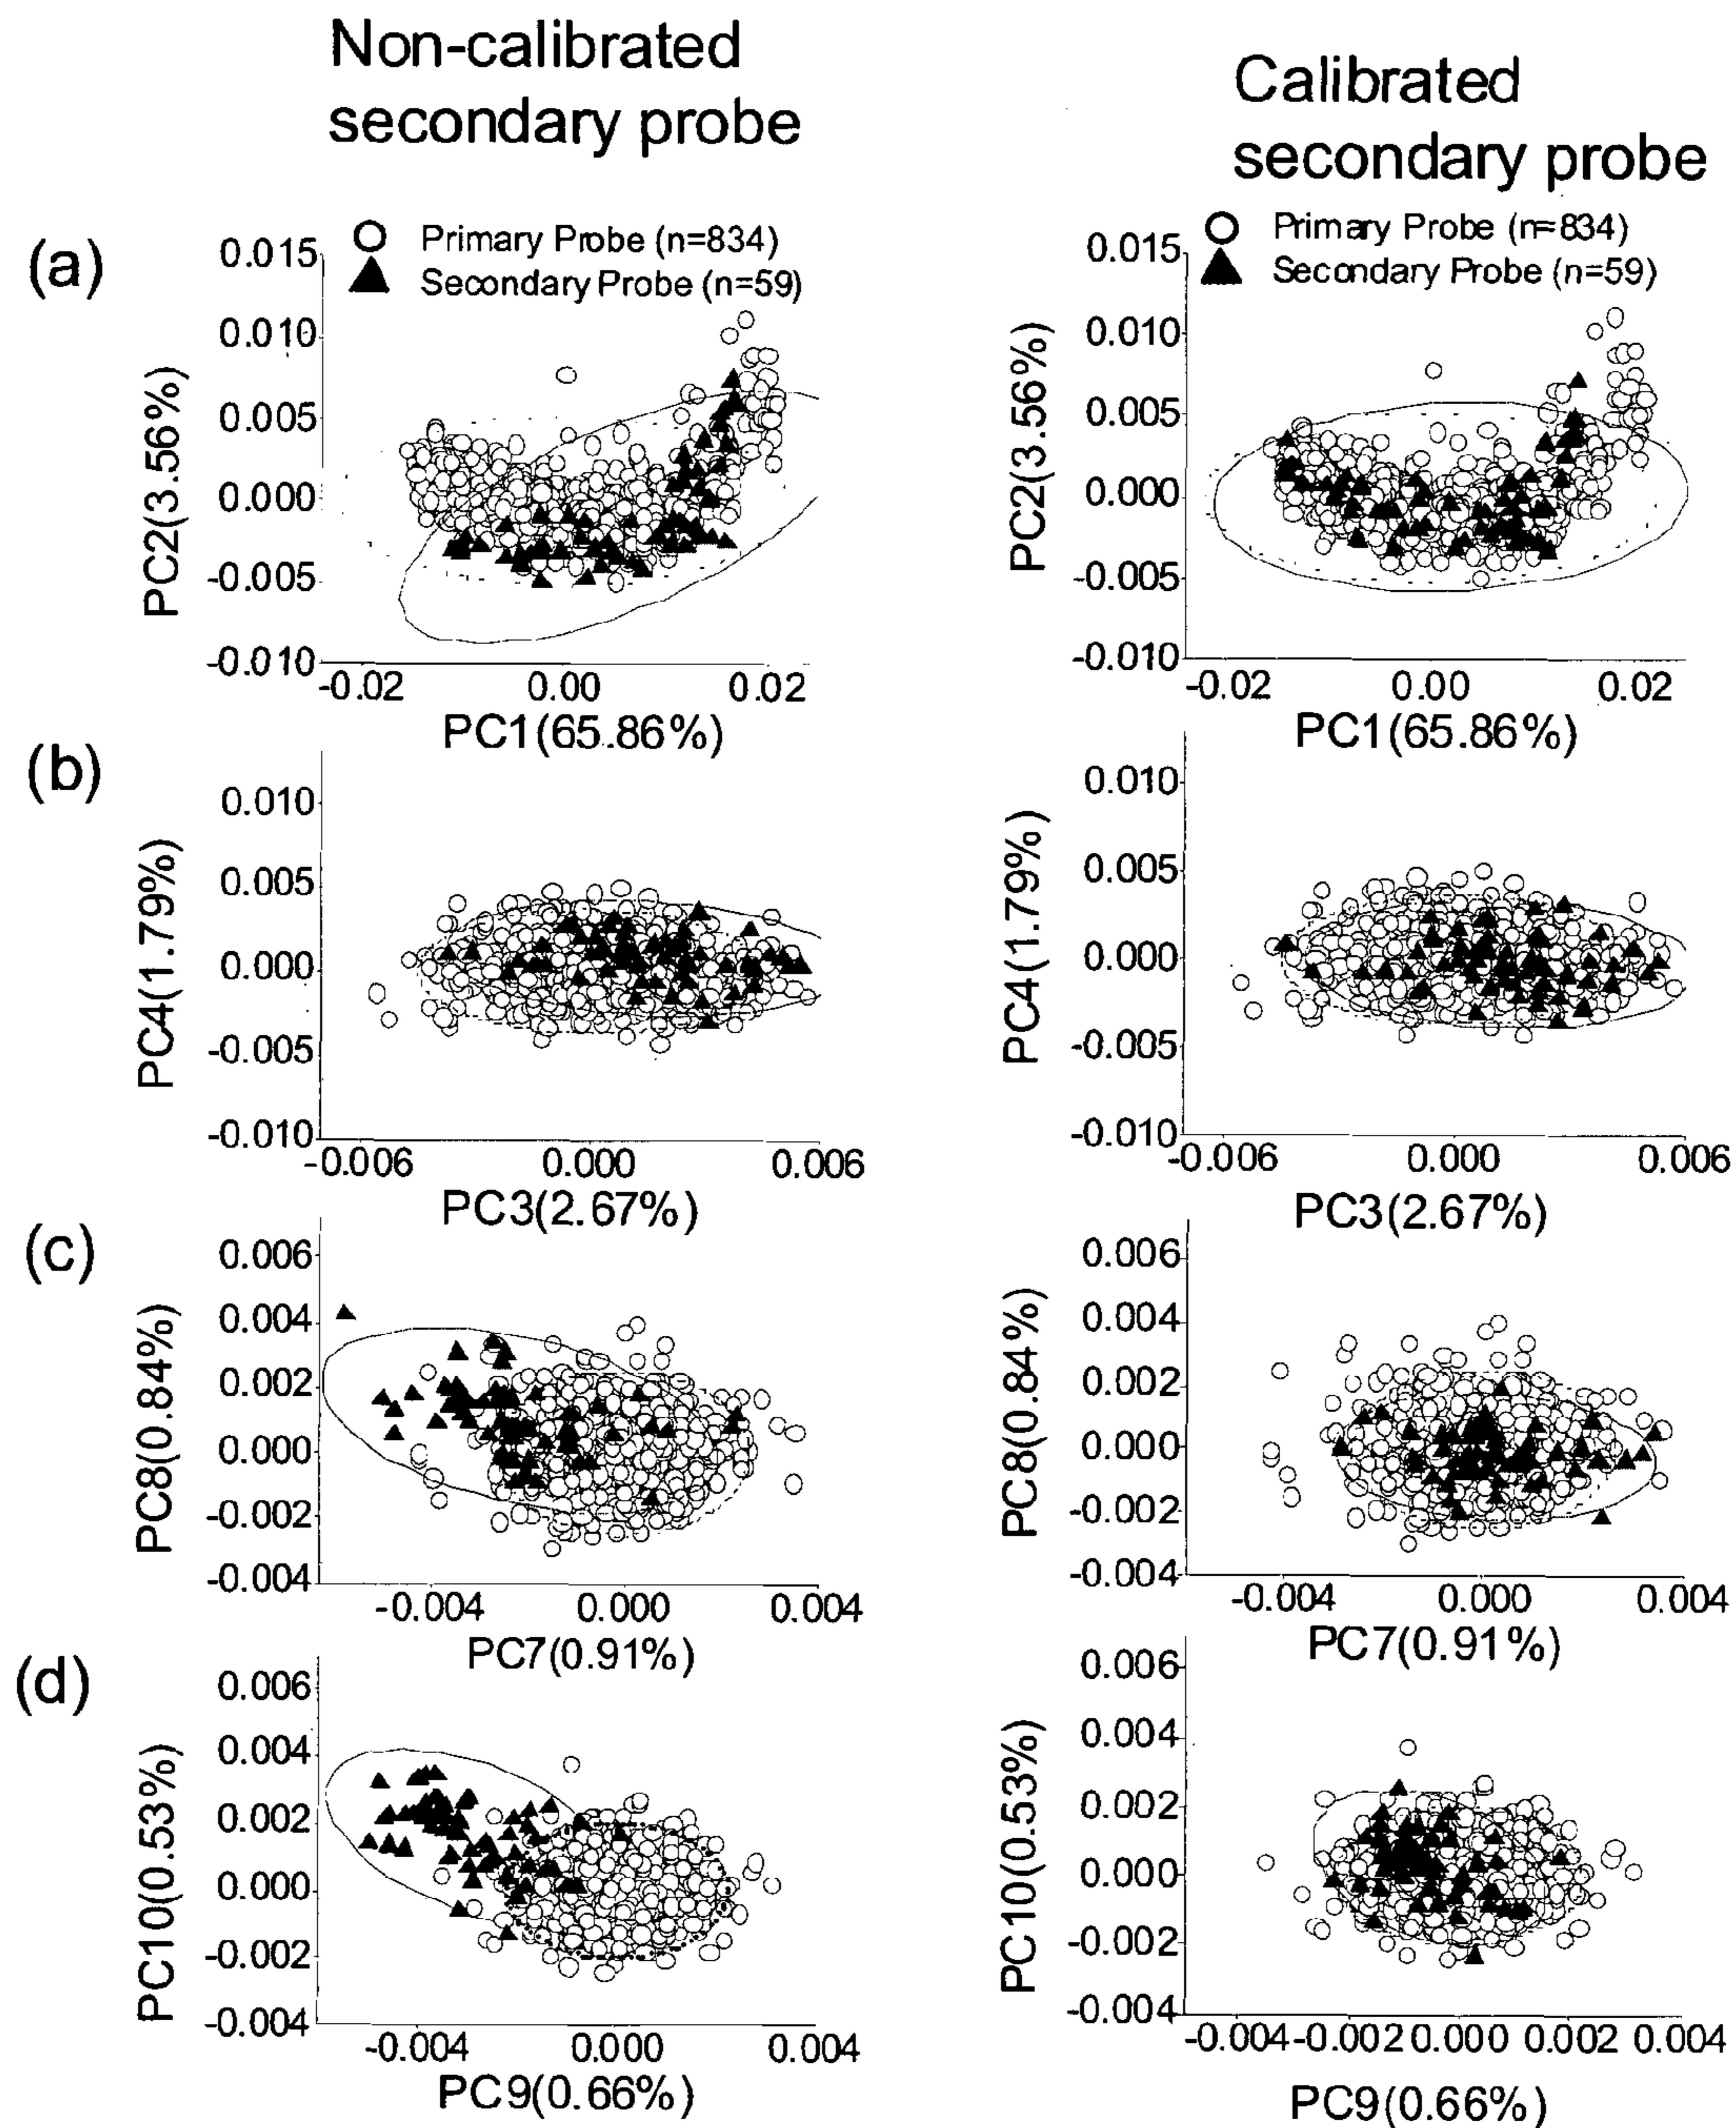 Non-calibrated
secondary probe
Calibrated
secondary probe
(a)
Primary Probe (n=834)
Secondary Probe (n=59)
0.015
0.010
0.005
0.000
-0.005
-0.010
PC2(3.56%)
-0.02 0.00 0.02
PC1(65.86%)
Primary Probe (n=834)
Secondary Probe (n=59)
0.015
0.010
0.005
0.000
-0.005
-0.010
PC2(3.56%)
-0.02 0.00 0.02
PC1(65.86%)
(b)
0.010
0.005
0.000
-0.005
-0.010
PC4(1.79%)
-0.006 0.000 0.006
PC3(2.67%)
0.010
0.005
0.000
-0.005
-0.010
PC4(1.79%)
-0.006 0.000 0.006
PC3(2.67%)
(c)
0.006
0.004
0.002
0.000
-0.002
-0.004
PC8(0.84%)
-0.004 0.000 0.004
PC7(0.91%)
0.006
0.004
0.002
0.000
-0.002
-0.004
PC8(0.84%)
-0.004 0.000 0.004
PC7(0.91%)
(d)
0.006
0.004
0.002
0.000
-0.002
-0.004
PC10(0.53%)
-0.004 0.000 0.004
PC9(0.66%)
0.006
0.004
0.002
0.000
-0.002
-0.004
PC10(0.53%)
-0.004 -0.002 0.000 0.002 0.004
PC9(0.66%)